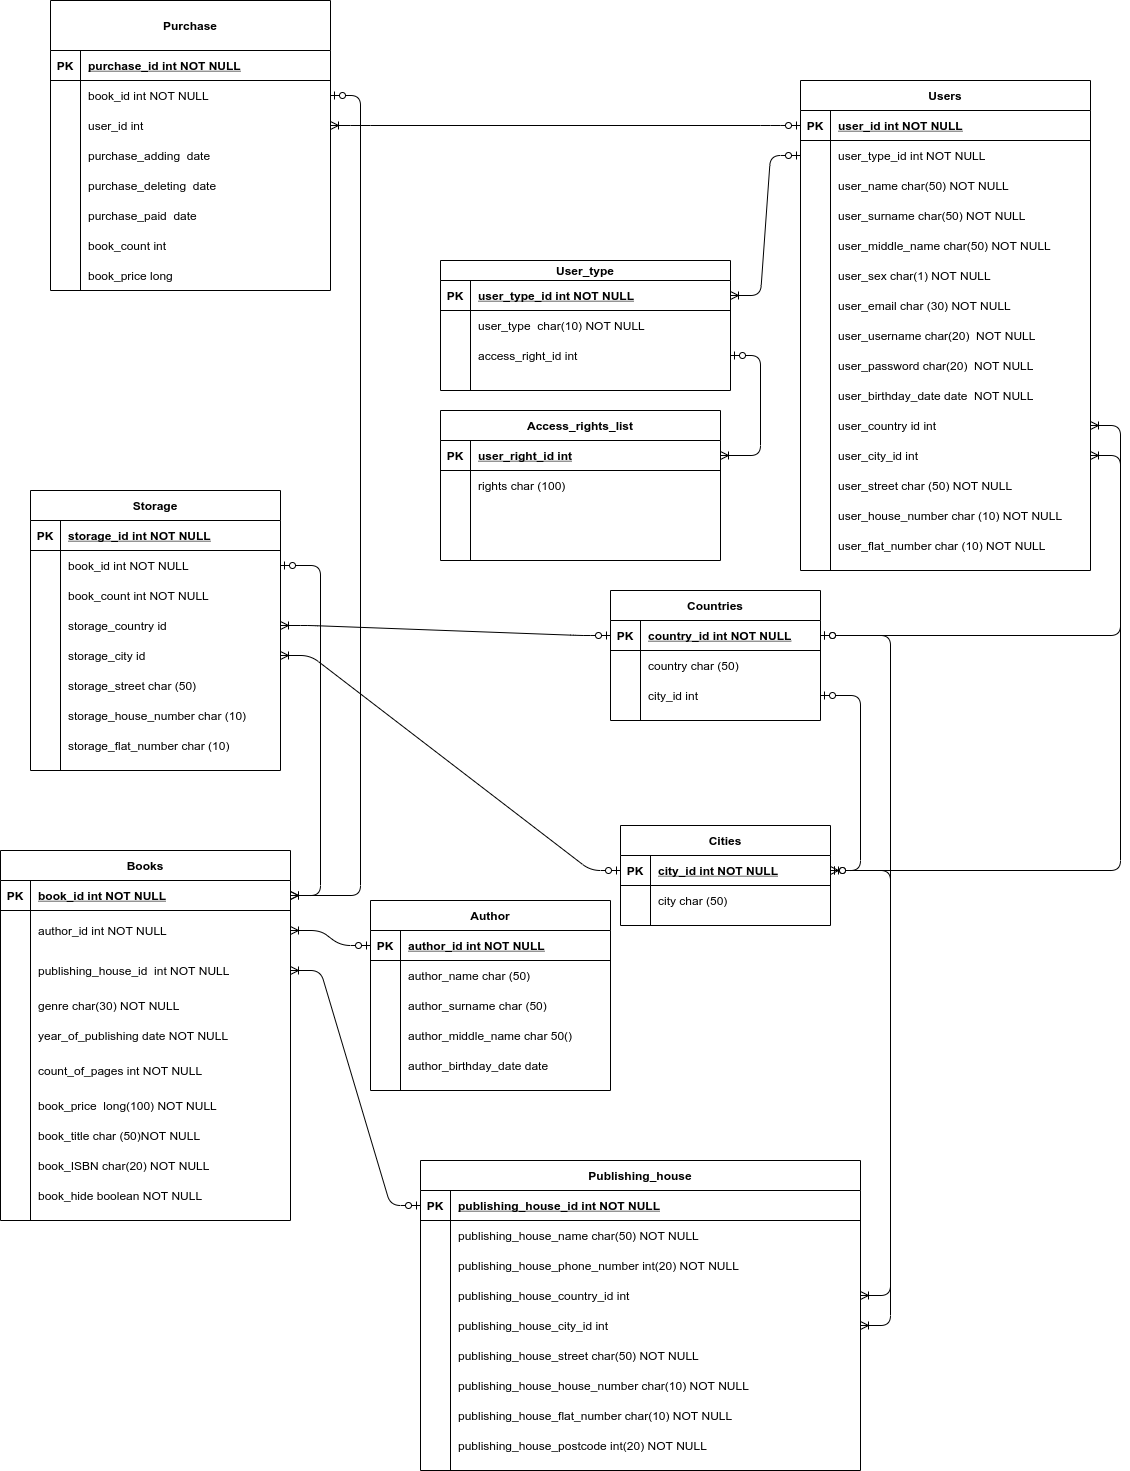 Purchase
PK purchase_id int NOT NULL
book_id int NOT NULL
user_id int
purchase_adding  date
purchase_deleting  date
purchase_paid  date
book_count int
book_price long
Users
PK user_id int NOT NULL
user_type_id int NOT NULL
user_name char(50) NOT NULL
user_surname char(50) NOT NULL
user_middle_name char(50) NOT NULL
user_sex char(1) NOT NULL
user_email char (30) NOT NULL
user_username char(20)  NOT NULL
user_password char(20)  NOT NULL
user_birthday_date date  NOT NULL
user_country id int
user_city_id int
user_street char (50) NOT NULL
user_house_number char (10) NOT NULL
user_flat_number char (10) NOT NULL
User_type
PK user_type_id int NOT NULL
user_type  char(10) NOT NULL
access_right_id int
Access_rights_list
PK user_right_id int
rights char (100)
Storage
PK storage_id int NOT NULL
book_id int NOT NULL
book_count int NOT NULL
storage_country id
storage_city id
storage_street char (50)
storage_house_number char (10)
storage_flat_number char (10)
Countries
PK country_id int NOT NULL
country char (50)
city_id int
Cities
PK city_id int NOT NULL
city char (50)
Books
PK book_id int NOT NULL
author_id int NOT NULL
publishing_house_id  int NOT NULL
genre char(30) NOT NULL
year_of_publishing date NOT NULL
count_of_pages int NOT NULL
book_price  long(100) NOT NULL
book_title char (50)NOT NULL
book_ISBN char(20) NOT NULL
book_hide boolean NOT NULL
Author
PK author_id int NOT NULL
author_name char (50)
author_surname char (50)
author_middle_name char 50()
author_birthday_date date
Publishing_house
PK publishing_house_id int NOT NULL
publishing_house_name char(50) NOT NULL
publishing_house_phone_number int(20) NOT NULL
publishing_house_country_id int
publishing_house_city_id int
publishing_house_street char(50) NOT NULL
publishing_house_house_number char(10) NOT NULL
publishing_house_flat_number char(10) NOT NULL
publishing_house_postcode int(20) NOT NULL